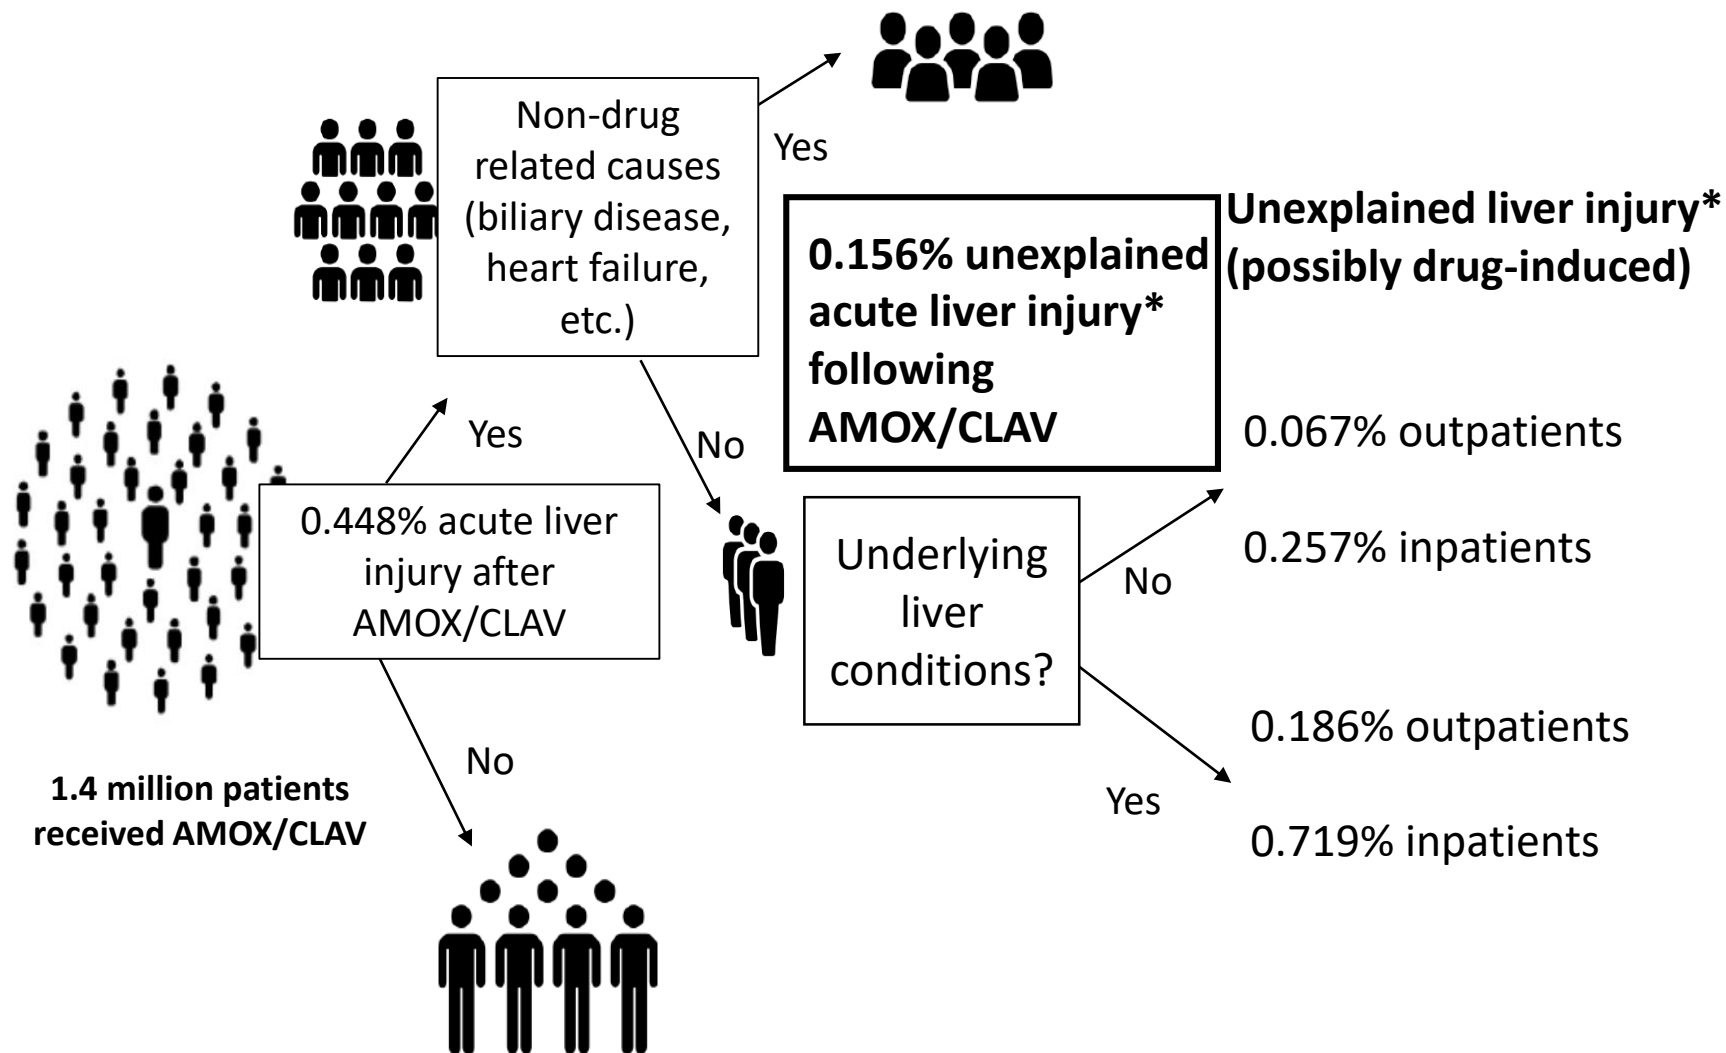 Non-drug
related causes
(biliary disease,
heart failure,
etc.)
Yes
0.156% unexplained
acute liver injury*
following
AMOX/CLAV
Unexplained liver injury*
(possibly drug-induced)
Yes
No
0.448% acute liver
injury after
AMOX/CLAV
Underlying
liver
conditions?
No
0.067% outpatients
0.257% inpatients
Yes
0.186% outpatients
0.719% inpatients
No
1.4 million patients
received AMOX/CLAV